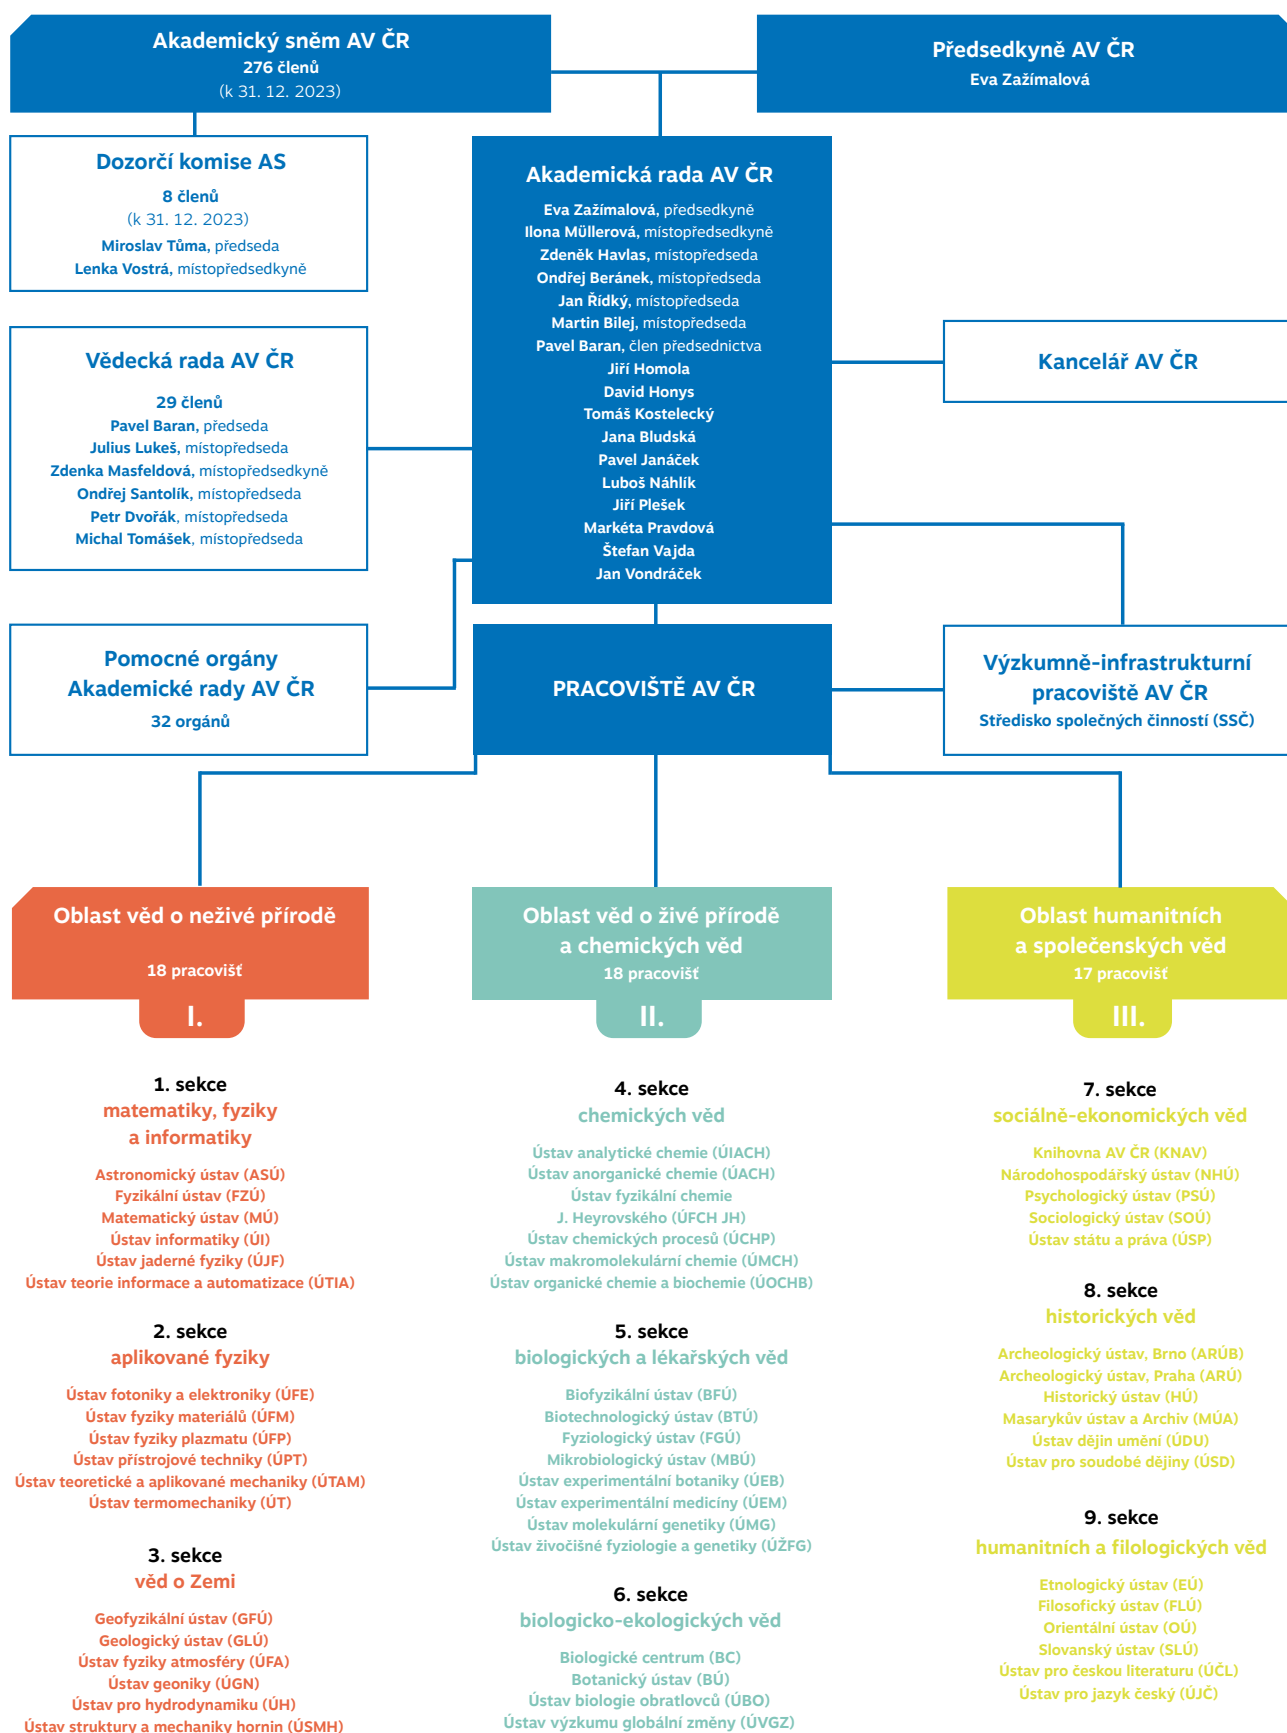 Akademický sněm AV ČR
276 členů
(k 31. 12. 2023)
Předsedkyně AV ČR
Eva Zažímalová
Dozorčí komise AS
8 členů
(k 31. 12. 2023)
Miroslav Tůma, předseda
Lenka Vostrá, místopředsedkyně
Akademická rada AV ČR
Eva Zažímalová, předsedkyně
Ilona Müllerová, místopředsedkyně
Zdeněk Havlas, místopředseda
Ondřej Beránek, místopředseda
Jan Řídký, místopředseda
Martin Bilej, místopředseda
Pavel Baran, člen předsednictva
Jiří Homola
David Honys
Tomáš Kostelecký
Jana Bludská
Pavel Janáček
Luboš Náhlík
Jiří Plešek
Markéta Pravdová
Štefan Vajda
Jan Vondráček
Vědecká rada AV ČR
29 členů
Pavel Baran, předseda
Julius Lukeš, místopředseda
Zdenka Masfeldová, místopředsedkyně
Ondřej Santolík, místopředseda
Petr Dvořák, místopředseda
Michal Tomášek, místopředseda
Kancelář AV ČR
Pomocné orgány
Akademické rady AV ČR
32 orgánů
PRACOVIŠTĚ AV ČR
Výzkumně-infrastrukturní
pracoviště AV ČR
Středisko společných činností (SSČ)
Oblast věd o neživé přírodě
18 pracovišť
I.
1. sekce
matematiky, fyziky
a informatiky
Astronomický ústav (ASÚ)
Fyzikální ústav (FZÚ)
Matematický ústav (MÚ)
Ústav informatiky (ÚI)
Ústav jaderné fyziky (ÚJF)
Ústav teorie informace a automatizace (ÚTIA)
2. sekce
aplikované fyziky
Ústav fotoniky a elektroniky (ÚFE)
Ústav fyziky materiálů (ÚFM)
Ústav fyziky plazmatu (ÚFP)
Ústav přístrojové techniky (ÚPT)
Ústav teoretické a aplikované mechaniky (ÚTAM)
Ústav termomechaniky (ÚT)
3. sekce
věd o Zemi
Geofyzikální ústav (GFÚ)
Geologický ústav (GLÚ)
Ústav fyziky atmosféry (ÚFA)
Ústav geoniky (ÚGN)
Ústav pro hydrodynamiku (ÚH)
Ústav struktury a mechaniky hornin (ÚSMH)
Oblast věd o živé přírodě
a chemických věd
18 pracovišť
II.
4. sekce
chemických věd
Ústav analytické chemie (ÚIACH)
Ústav anorganické chemie (ÚACH)
Ústav fyzikální chemie
J. Heyrovského (ÚFCH JH)
Ústav chemických procesů (ÚCHP)
Ústav makromolekulární chemie (ÚMCH)
Ústav organické chemie a biochemie (ÚOCHB)
5. sekce
biologických a lékařských věd
Biofyzikální ústav (BFÚ)
Biotechnologický ústav (BTÚ)
Fyziologický ústav (FGÚ)
Mikrobiologický ústav (MBÚ)
Ústav experimentální botaniky (ÚEB)
Ústav experimentální medicíny (ÚEM)
Ústav molekulární genetiky (ÚMG)
Ústav živočišné fyziologie a genetiky (ÚŽFG)
6. sekce
biologicko-ekologických věd
Biologické centrum (BC)
Botanický ústav (BÚ)
Ústav biologie obratlovců (ÚBO)
Ústav výzkumu globální změny (ÚVGZ)
Oblast humanitních
a společenských věd
17 pracovišť
III.
7. sekce
sociálně-ekonomických věd
Knihovna AV ČR (KNAV)
Národohospodářský ústav (NHÚ)
Psychologický ústav (PSÚ)
Sociologický ústav (SOÚ)
Ústav státu a práva (ÚSP)
8. sekce
historických věd
Archeologický ústav, Brno (ARÚB)
Archeologický ústav, Praha (ARÚ)
Historický ústav (HÚ)
Masarykův ústav a Archiv (MÚA)
Ústav dějin umění (ÚDU)
Ústav pro soudobé dějiny (ÚSD)
9. sekce
humanitních a filologických věd
Etnologický ústav (EÚ)
Filosofický ústav (FLÚ)
Orientální ústav (OÚ)
Slovanský ústav (SLÚ)
Ústav pro českou literaturu (ÚČL)
Ústav pro jazyk český (ÚJČ)